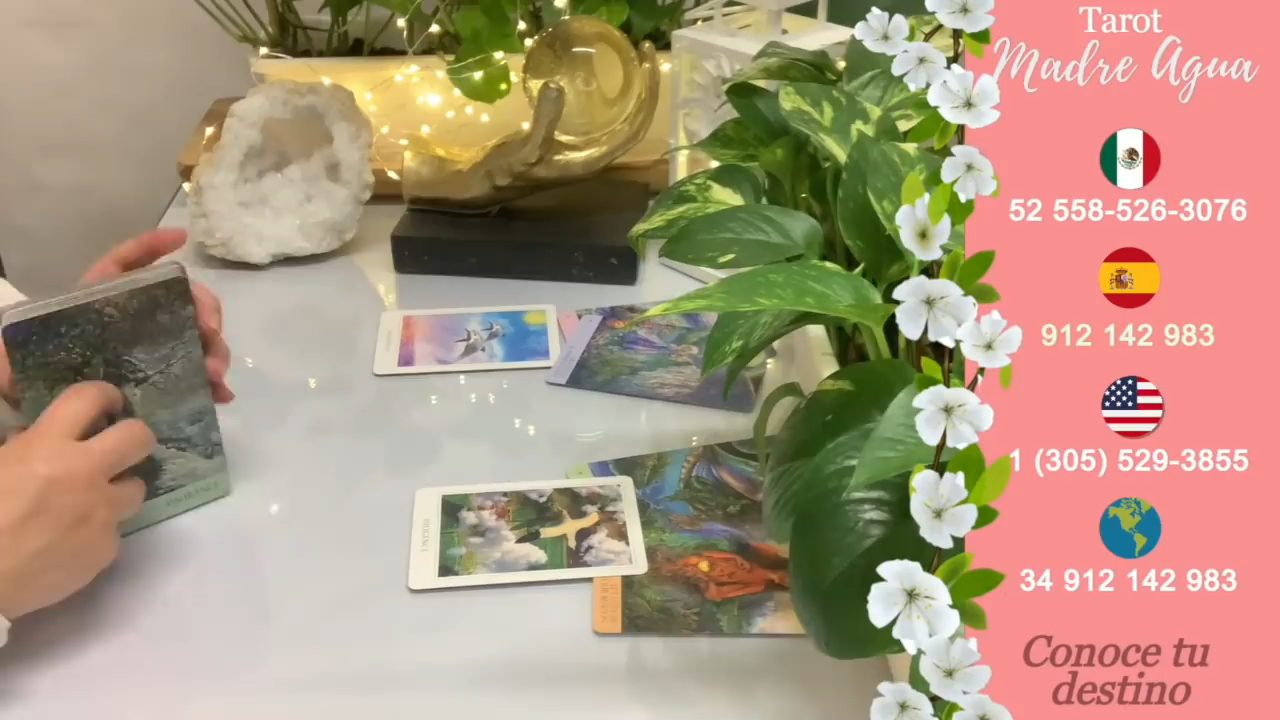 Tarot
Madre Agua
52 558-526-3076
912 142 983
1 (305) 529-3855
34 912 142 983
Conoce tu
destino